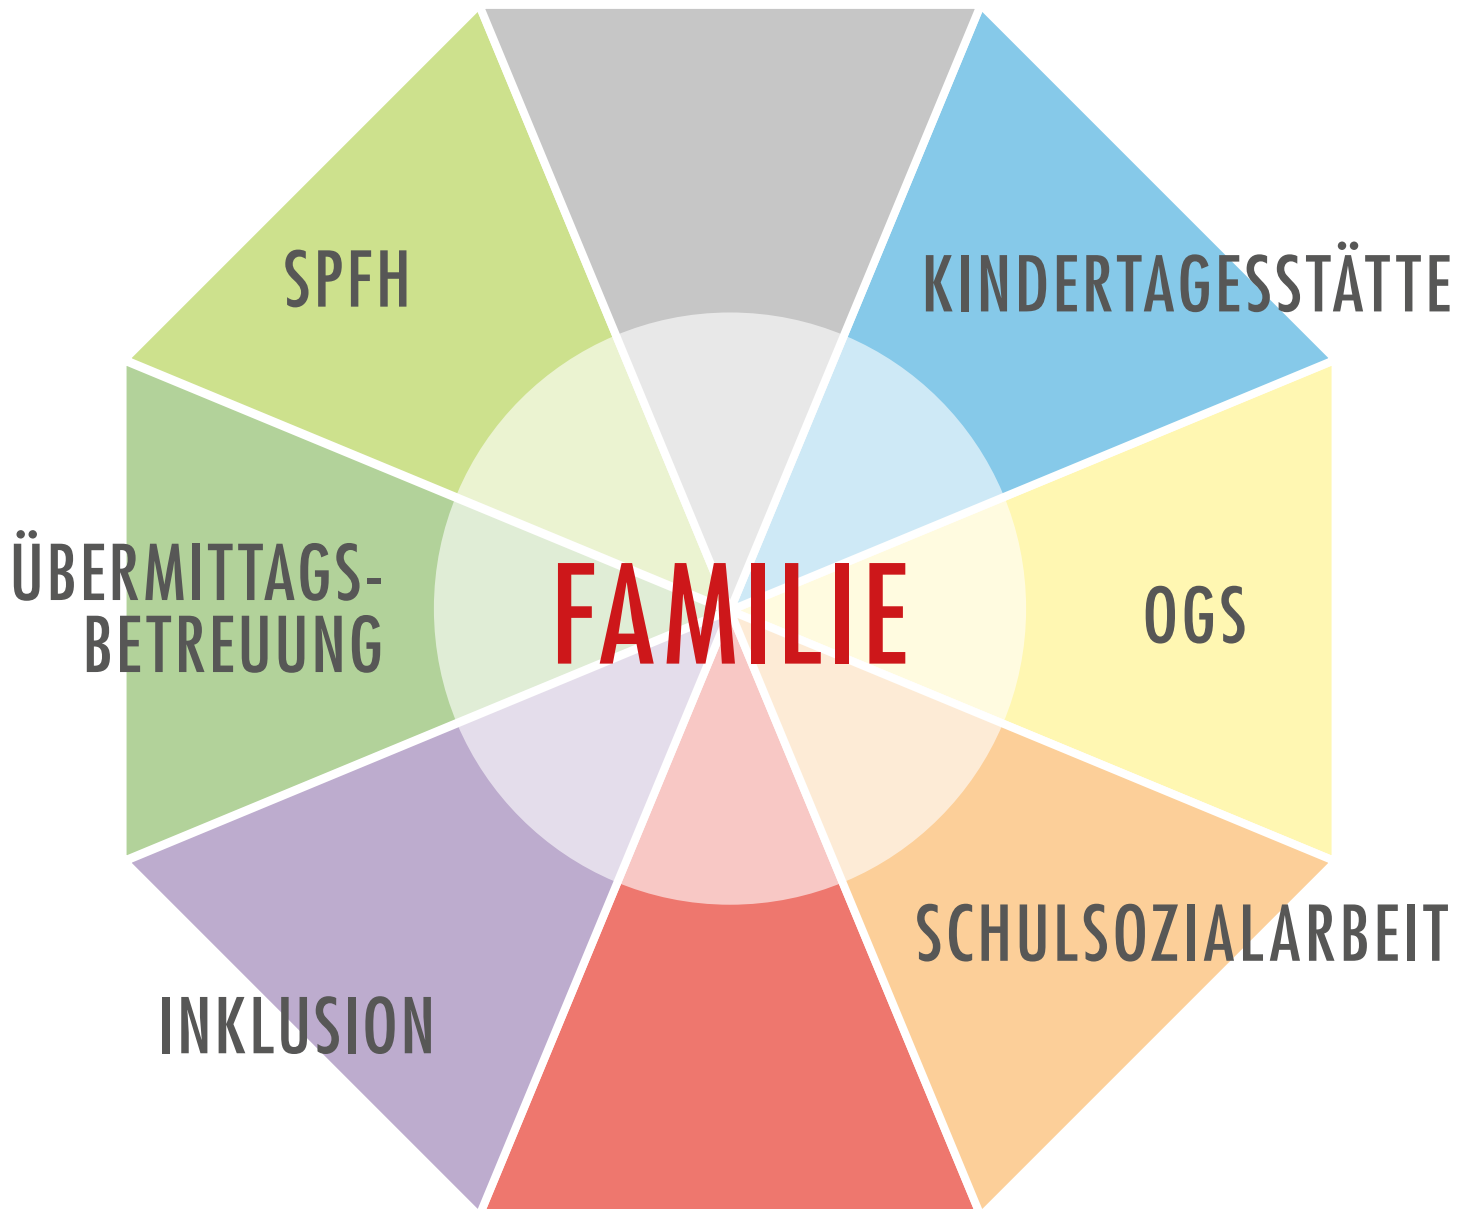 SPFH
KINDERTAGESSTÄTTE
ÜBERMITTAGS-
BETREUUNG
FAMILIE
OGS
SCHULSOZIALARBEIT
INKLUSION